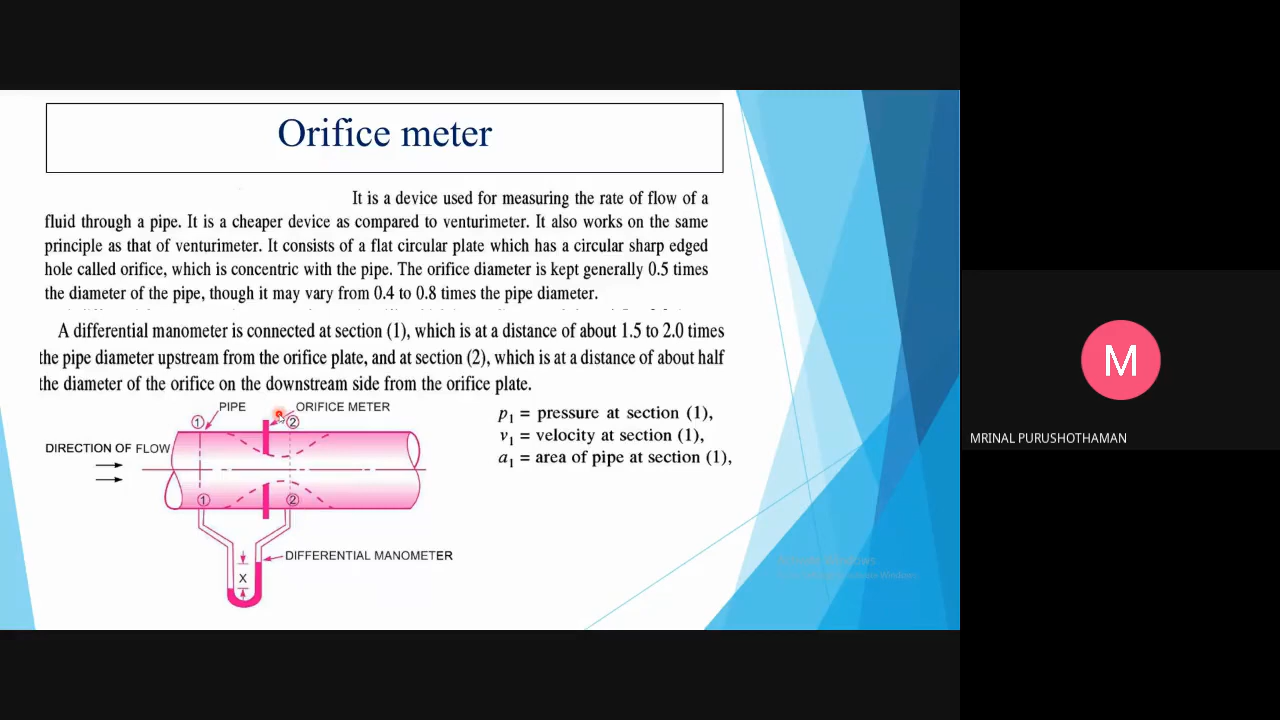 Orifice meter
It is a device used for measuring the rate of flow of a
fluid through a pipe. It is a cheaper device as compared to venturimeter. It also works on the same
principle as that of venturimeter. It consists of a flat circular plate which has a circular sharp edged
hole called orifice, which is concentric with the pipe. The orifice diameter is kept generally 0.5 times
the diameter of the pipe, though it may vary from 0.4 to 0.8 times the pipe diameter.
A differential manometer is connected at section (1), which is at a distance of about 1.5 to 2.0 times
the pipe diameter upstream from the orifice plate, and at section (2), which is at a distance of about half
the diameter of the orifice on the downstream side from the orifice plate.
PIPE
ORIFICE METER
① ②
DIRECTION OF FLOW
① ②
DIFFERENTIAL MANOMETER
X
p₁ = pressure at section (1),
v₁ = velocity at section (1),
a₁ = area of pipe at section (1),
M
MRINAL PURUSHOTHAMAN